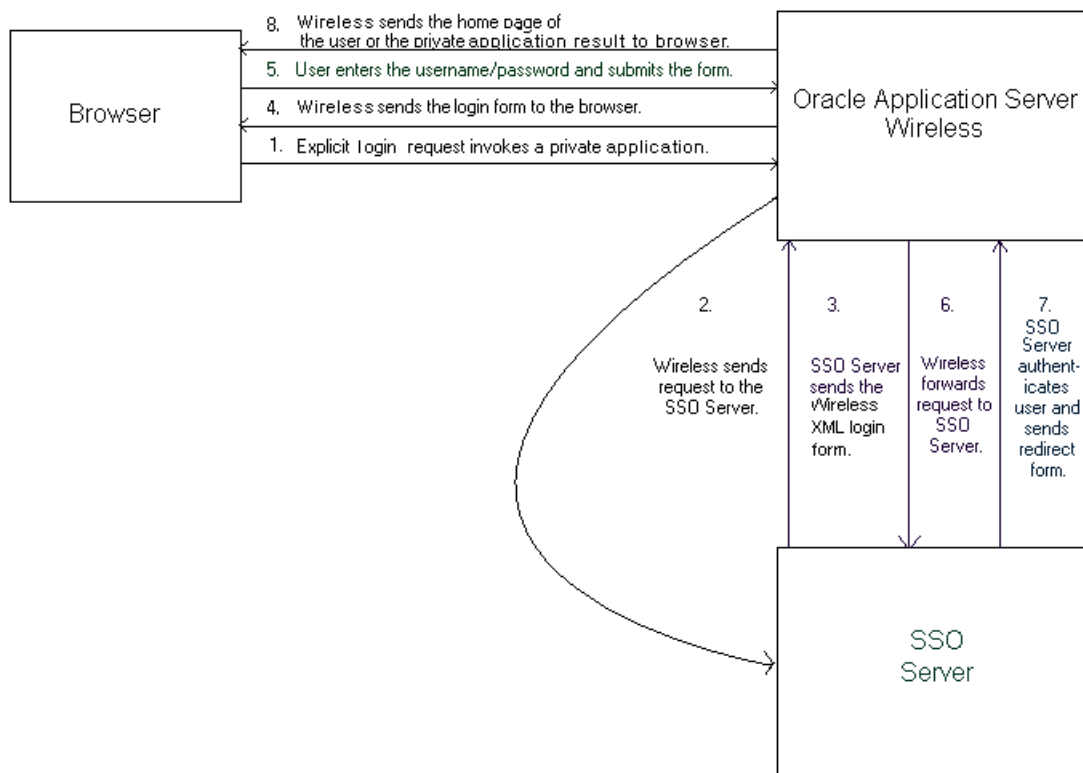 8. Wireless sends the home page of
the user or the private application result to browser.
5. User enters the username/password and submits the form.
4. Wireless sends the login form to the browser.
1. Explicit login request invokes a private application.
Browser
Oracle Application Server
Wireless
2.
Wireless sends
request to the
SSO Server.
3.
SSO Server
sends the
Wireless
XML login
form.
6.
Wireless
forwards
request to
SSO
Server.
7.
SSO
Server
authent-
icates
user and
sends
redirect
form.
SSO
Server